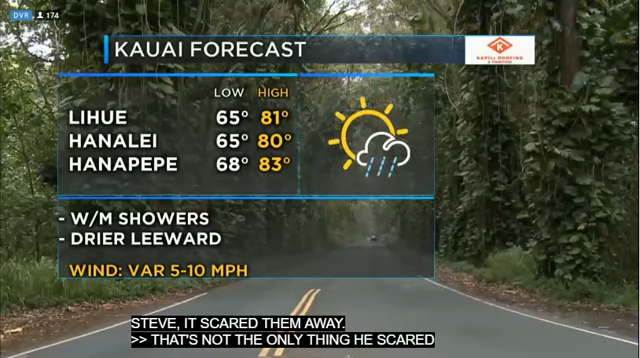 DVR
174
KAUAI FORECAST
KAPILI ROOFING
& PAINTING
LOW HIGH
LIHUE 65° 81°
HANALEI 65° 80°
HANAPEPE 68° 83°
- W/M SHOWERS
- DRIER LEEWARD
WIND: VAR 5-10 MPH
STEVE, IT SCARED THEM AWAY.
>> THAT'S NOT THE ONLY THING HE SCARED